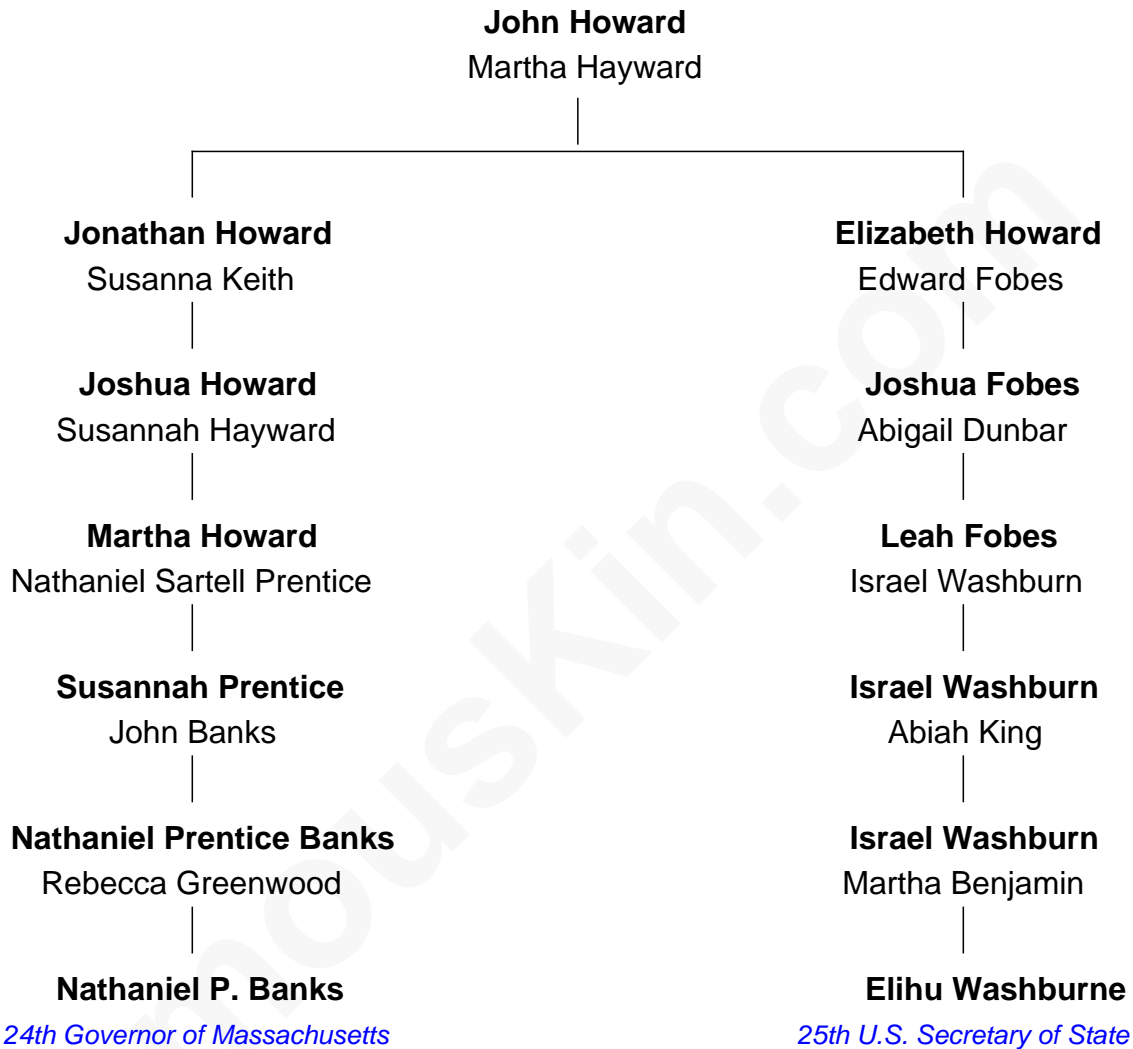 John Howard
Martha Hayward
Jonathan Howard
Susanna Keith
Elizabeth Howard
Edward Fobes
Joshua Howard
Susannah Hayward
Joshua Fobes
Abigail Dunbar
Martha Howard
Nathaniel Sartell Prentice
Leah Fobes
Israel Washburn
Susannah Prentice
John Banks
Israel Washburn
Abiah King
Nathaniel Prentice Banks
Rebecca Greenwood
Israel Washburn
Martha Benjamin
Nathaniel P. Banks
24th Governor of Massachusetts
Elihu Washburne
25th U.S. Secretary of State
mousKin.com